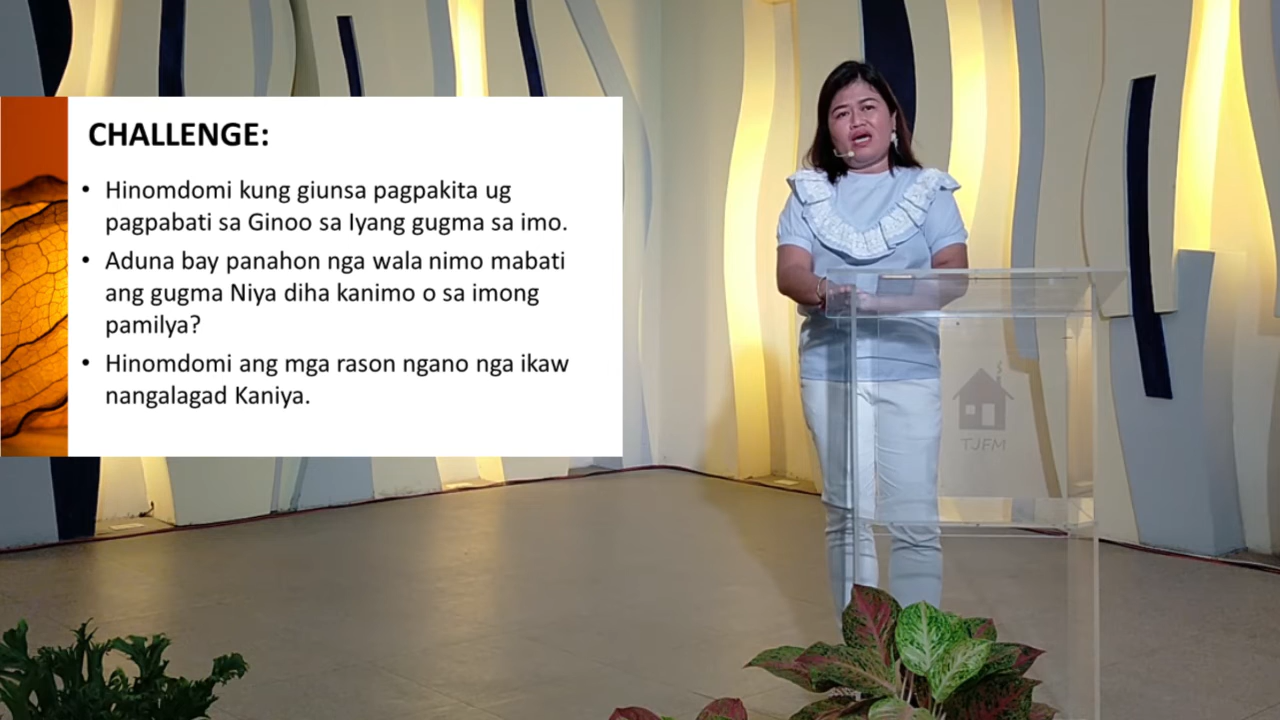 CHALLENGE:
• Hinomdomi kung giunsa pagpakita ug
pagpabati sa Ginoo sa Iyang gugma sa imo.
• Aduna bay panahon nga wala nimo mabati
ang gugma Niya diha kanimo o sa imong
pamilya?
• Hinomdomi ang mga rason ngano nga ikaw
nangalagad Kaniya.
TJFM